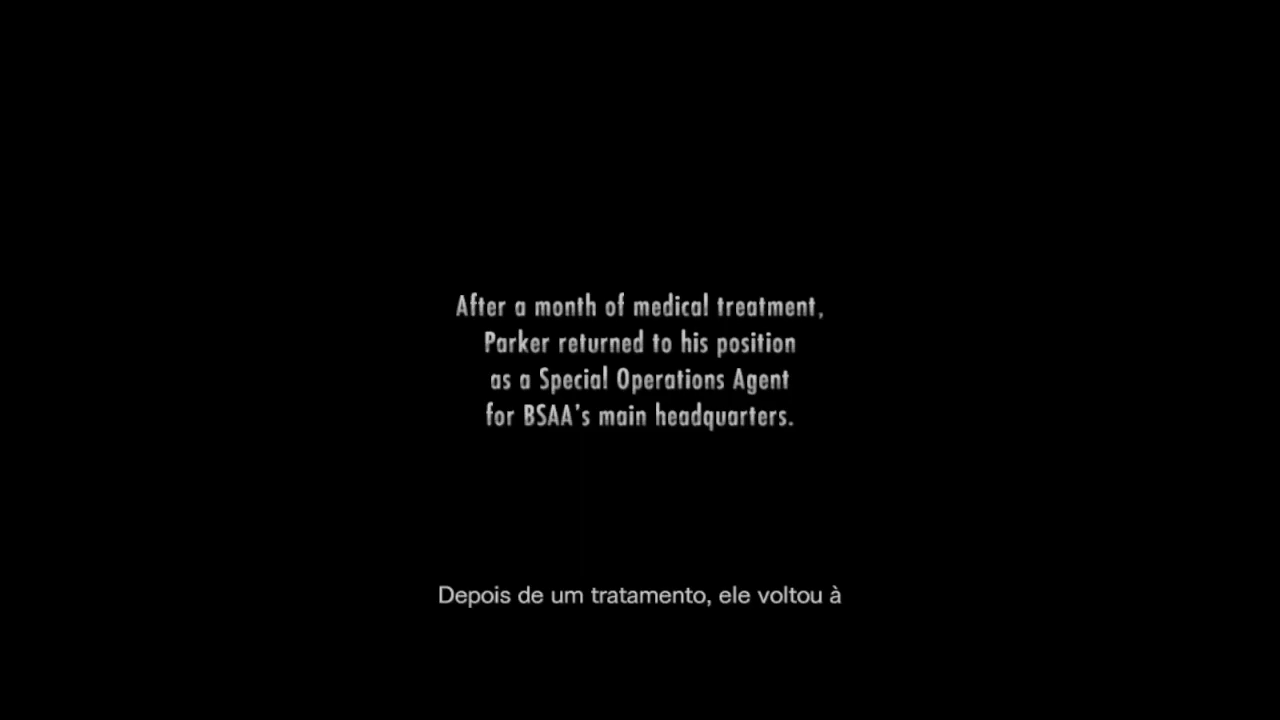 After a month of medical treatment,
Parker returned to his position
as a Special Operations Agent
for BSAA's main headquarters.
Depois de um tratamento, ele voltou à